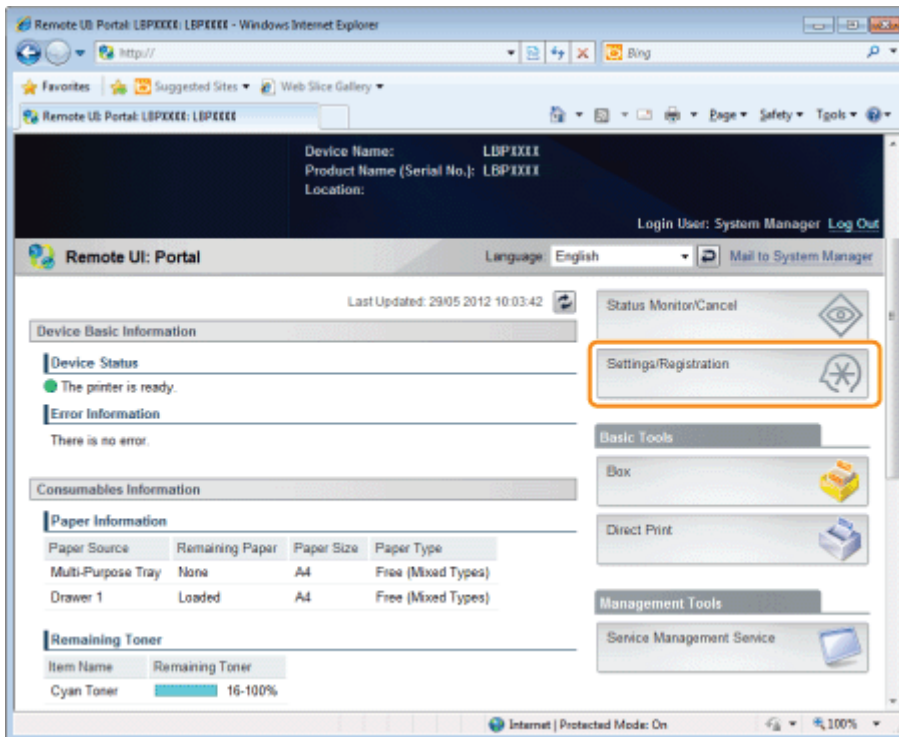 Remote UI: Portal: LBPXXXX: LBPXXXX - Windows Internet Explorer
http://
Bing
Favorites Suggested Sites Web Slice Gallery
Remote UI: Portal: LBPXXXX: LBPXXXX Page Safety Tools
Device Name: LBPXXXX
Product Name (Serial No.): LBPXXXX
Location:
Login User: System Manager Log Out
Remote UI: Portal Language: English Mail to System Manager
Last Updated: 29/05 2012 10:03:42
Status Monitor/Cancel
Device Basic Information
Device Status
The printer is ready.
Settings/Registration
Error Information
There is no error.
Basic Tools
Box
Consumables Information
Paper Information
Direct Print
Paper Source Remaining Paper Paper Size Paper Type
Multi-Purpose Tray None A4 Free (Mixed Types)
Drawer 1 Loaded A4 Free (Mixed Types)
Management Tools
Remaining Toner
Service Management Service
Item Name Remaining Toner
Cyan Toner 16-100%
Internet | Protected Mode: On 100%